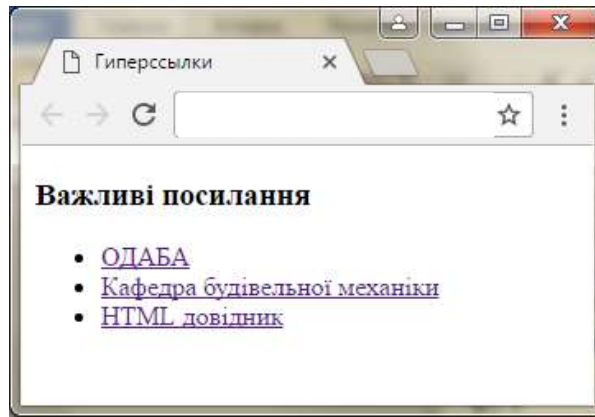 Гиперссылки
Важливі посилання
ОДАБА
Кафедра будівельної механіки
HTML довідник